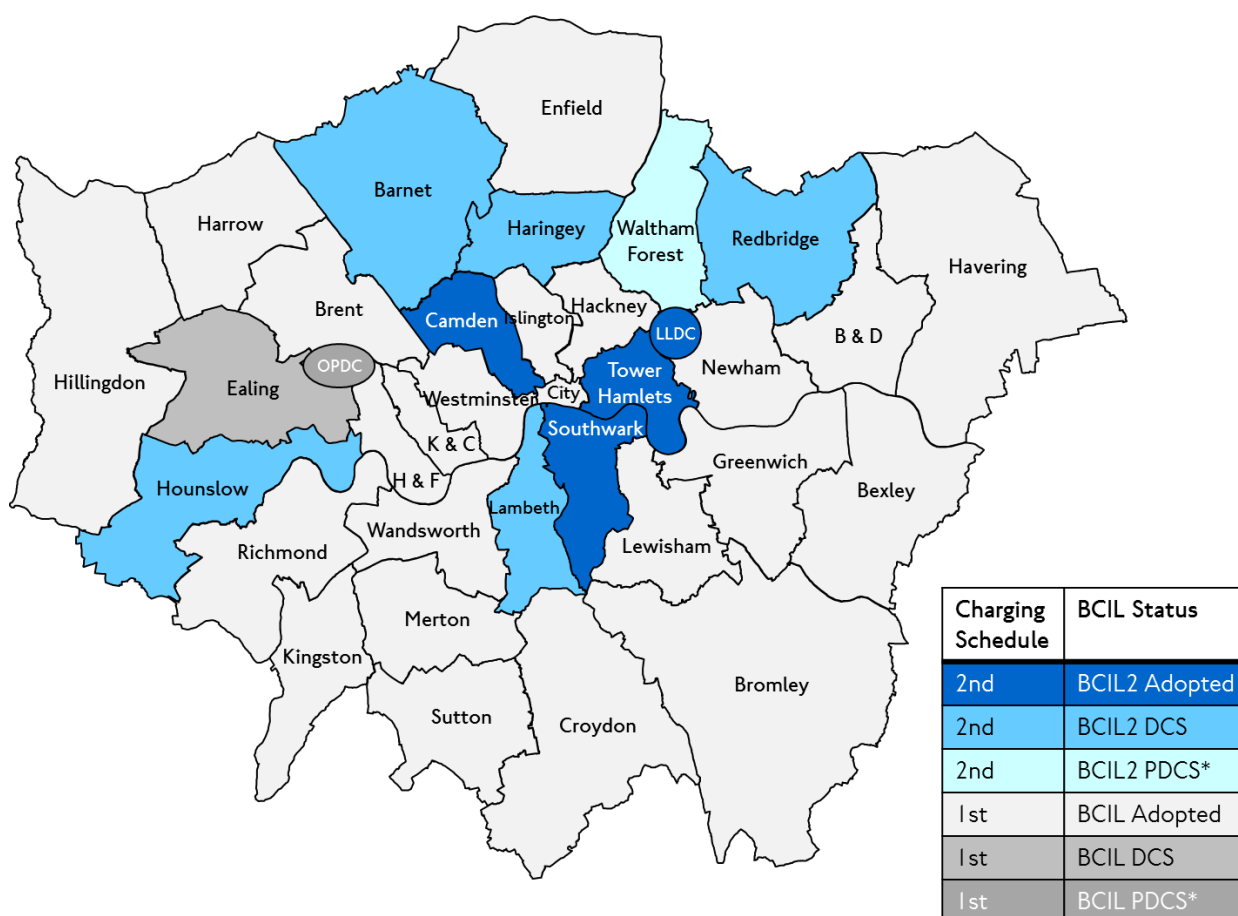 Enfield
Barnet
Harrow
Haringey
Waltham
Forest
Redbridge
Havering
Brent
Camden
Islington
Hackney
LLDC
B & D
Hillingdon
OPDC
Ealing
Westminster
City
Tower
Hamlets
Newham
Southwark
K & C
H & F
Hounslow
Lambeth
Greenwich
Bexley
Wandsworth
Richmond
Lewisham
Merton
Kingston
Sutton
Croydon
Bromley
Charging
Schedule
BCIL Status
2nd BCIL2 Adopted
2nd BCIL2 DCS
2nd BCIL2 PDCS*
1st BCIL Adopted
1st BCIL DCS
1st BCIL PDCS*